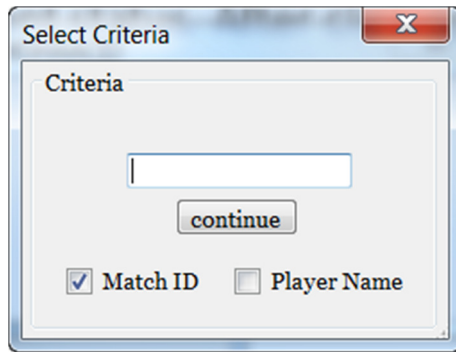 Select Criteria
Criteria
continue
Match ID
Player Name